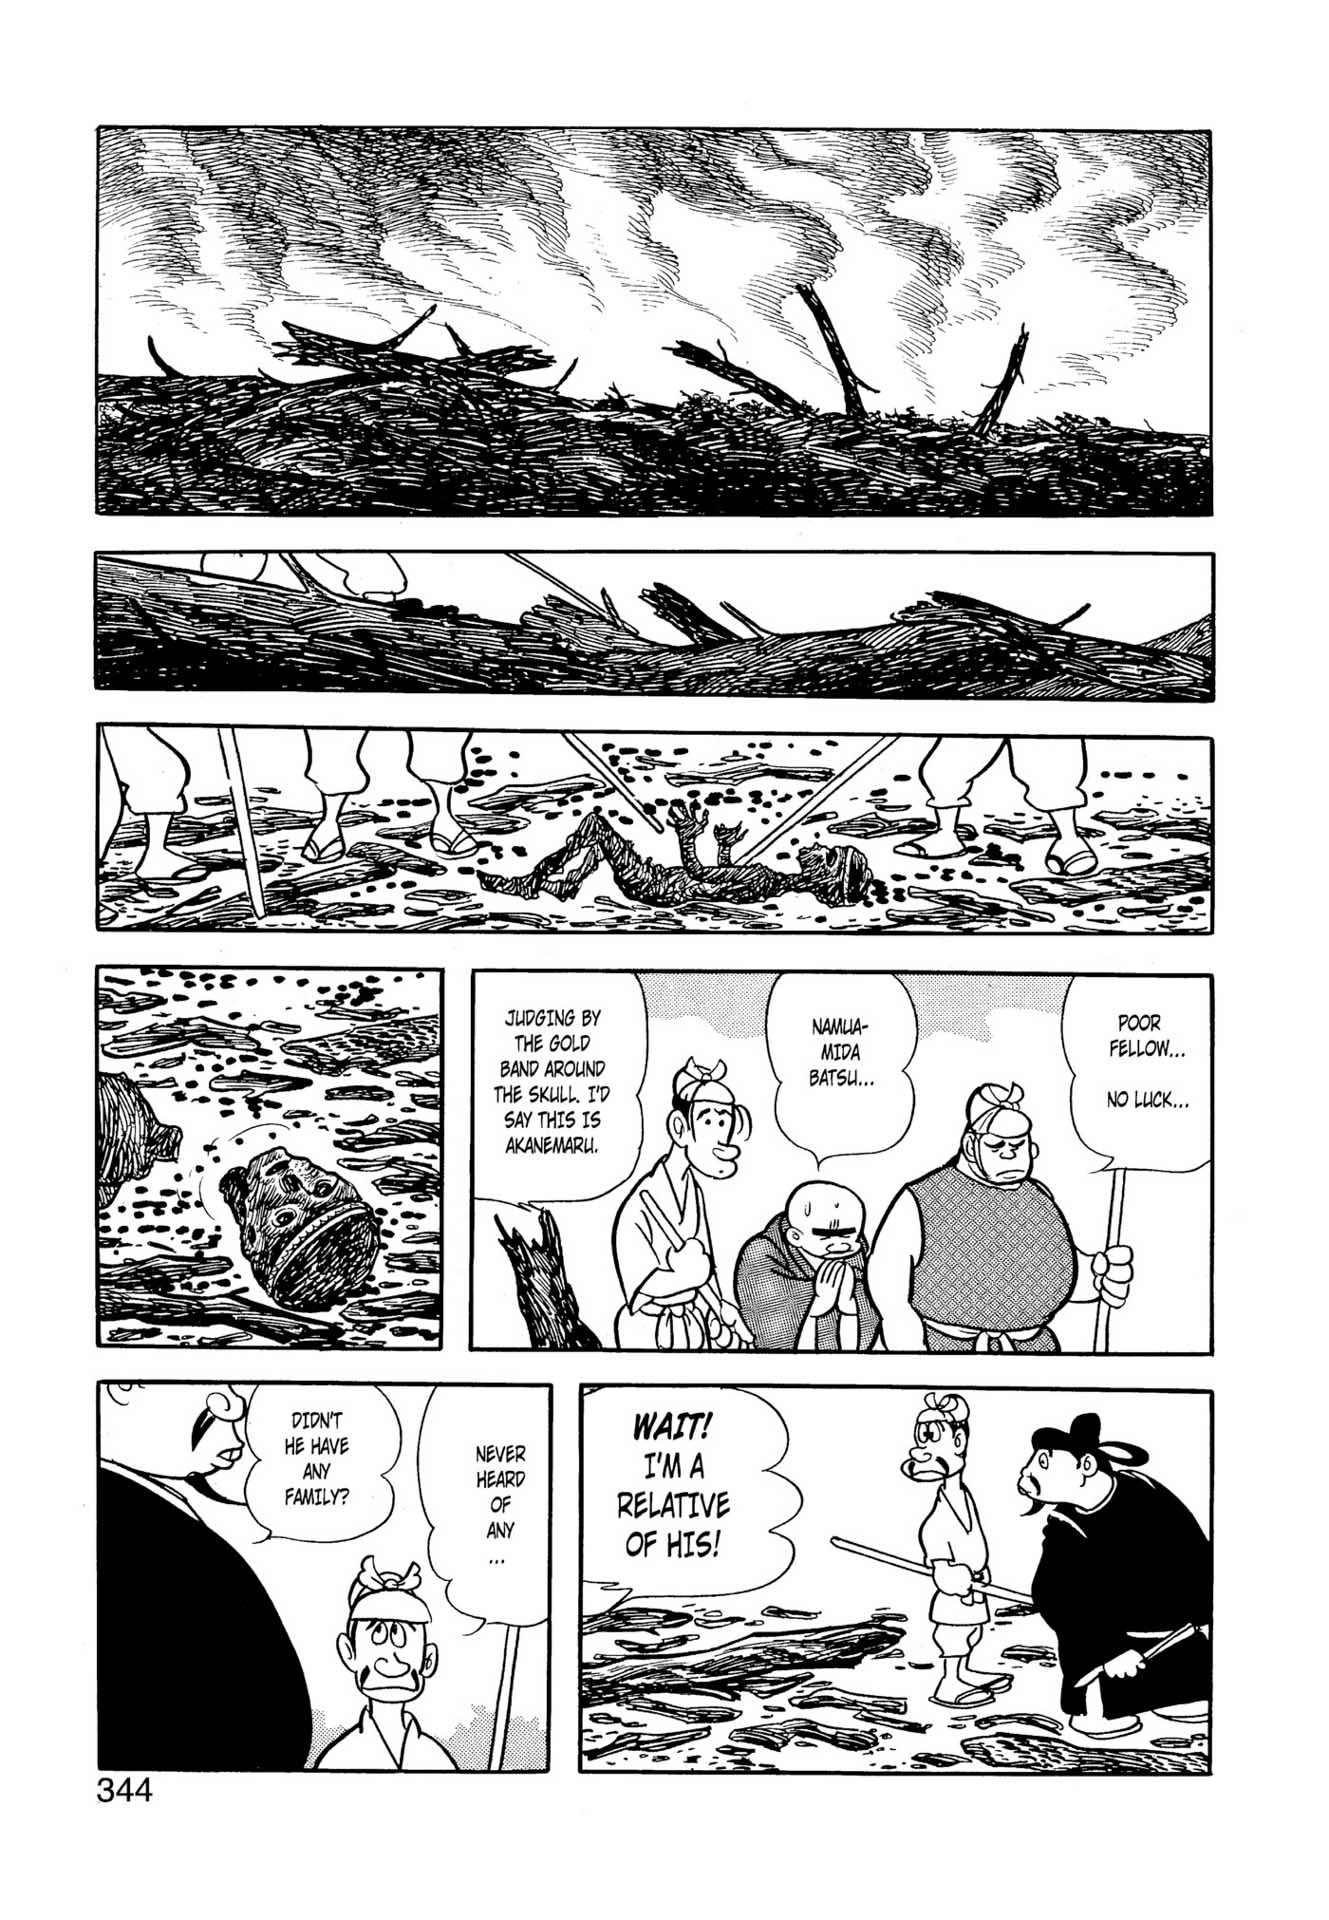 JUDGING BY
THE GOLD
BAND AROUND
THE SKULL. I'D
SAY THIS IS
AKANEMARU.
NAMUA-
MIDA
BATSU...
POOR
FELLOW...
NO LUCK...
DIDN'T
HE HAVE
ANY
FAMILY?
NEVER
HEARD
OF
ANY
...
WAIT!
I'M A
RELATIVE
OF HIS!
344